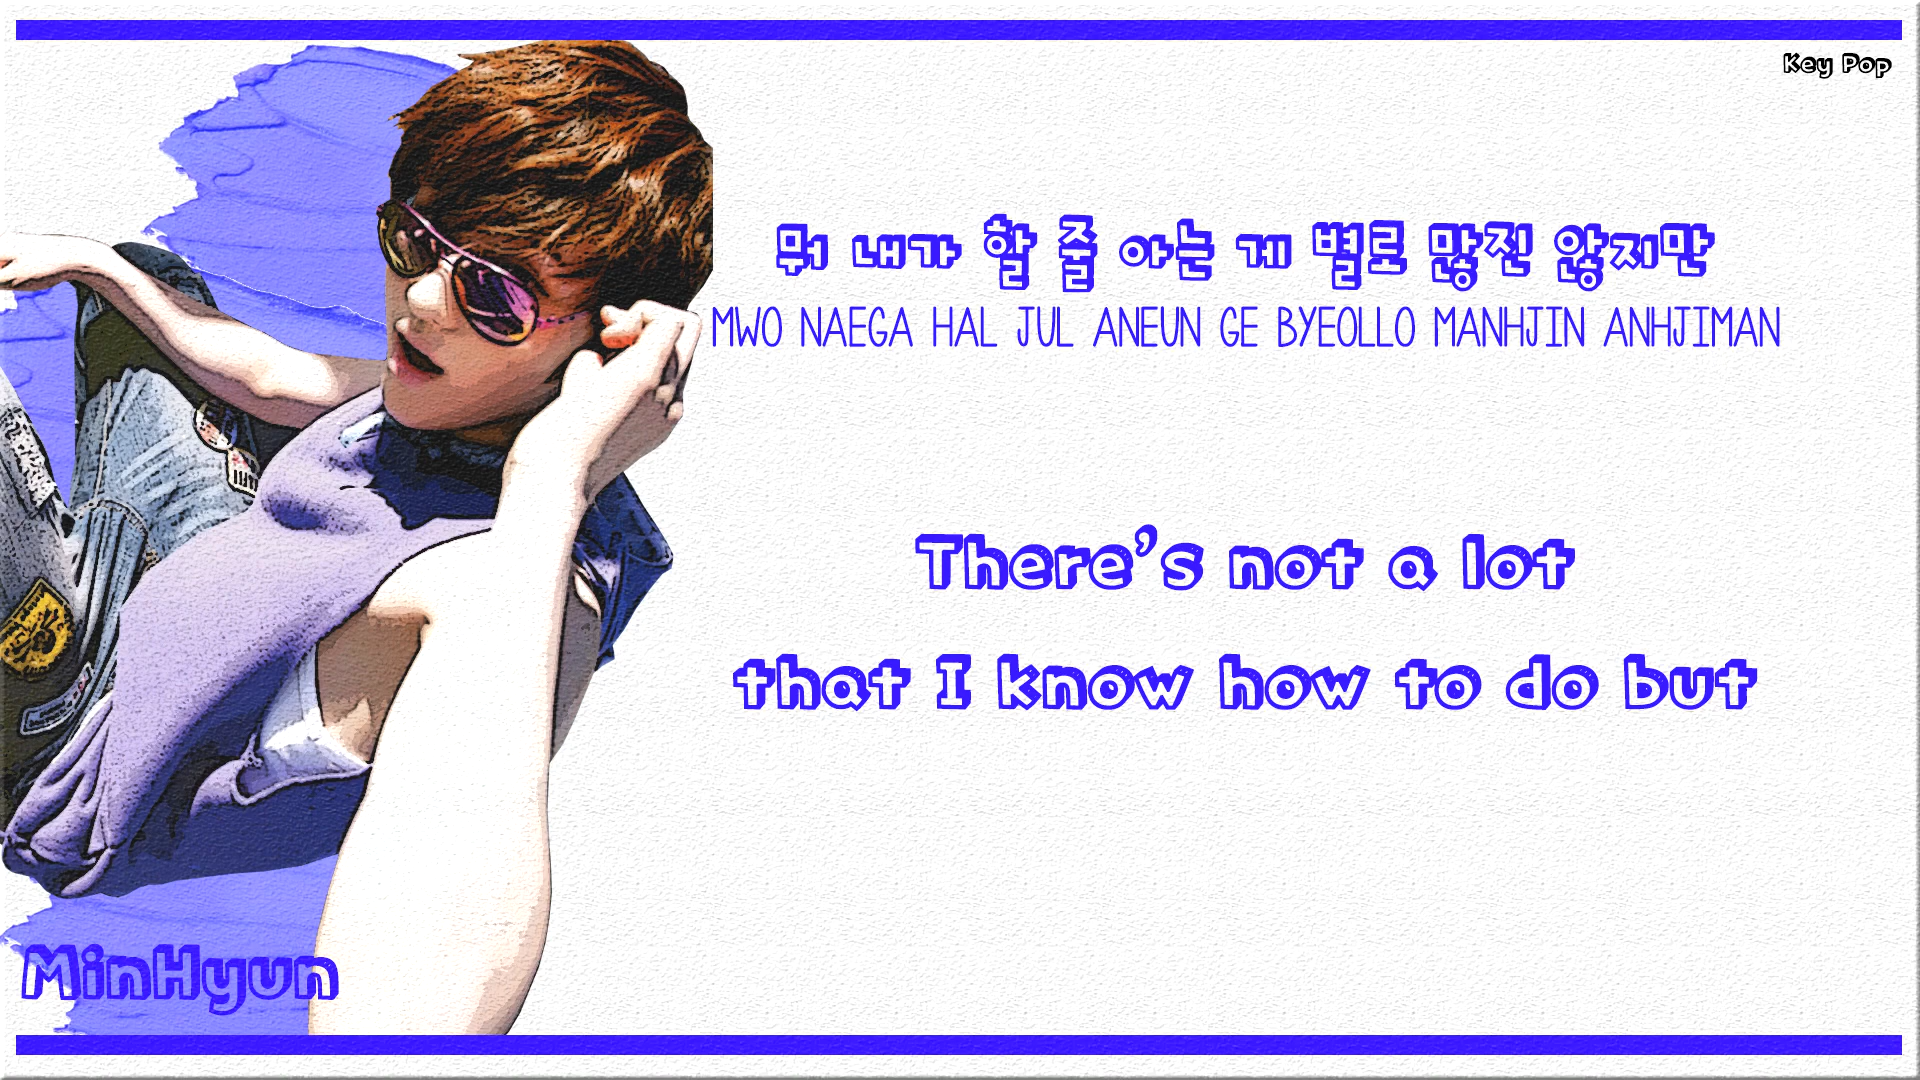 Key Pop
뭐 내가 할 줄 아는 게 별로 많진 않지만
MWO NAEGA HAL JUL ANEUN GE BYEOLLO MANHJIN ANHJIMAN
There's not a lot
that I know how to do but
MinHyun